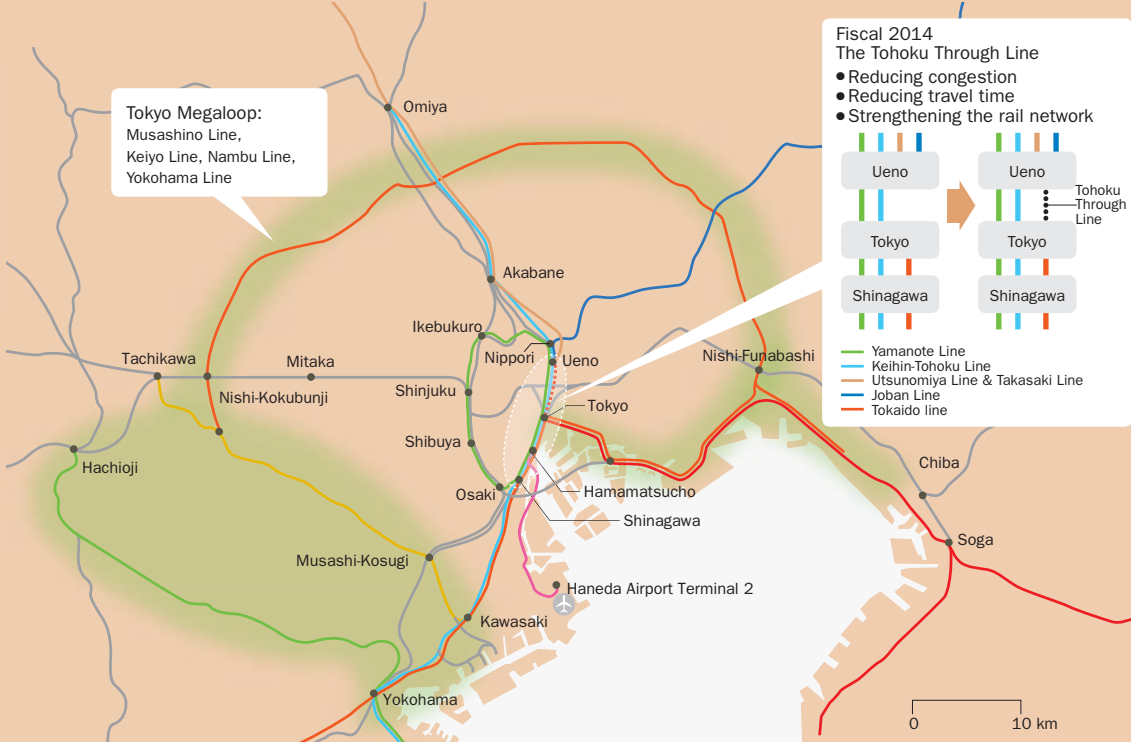 Fiscal 2014
The Tohoku Through Line
● Reducing congestion
● Reducing travel time
● Strengthening the rail network
Ueno
Ueno
Tohoku
Through
Line
Tokyo
Tokyo
Shinagawa
Shinagawa
Yamanote Line
Keihin-Tohoku Line
Utsunomiya Line & Takasaki Line
Joban Line
Tokaido line
Tokyo Megaloop:
Musashino Line,
Keiyo Line, Nambu Line,
Yokohama Line
Omiya
Akabane
Ikebukuro
Nippori
Ueno
Nishi-Funabashi
Tachikawa
Mitaka
Nishi-Kokubunji
Shinjuku
Tokyo
Shibuya
Hachioji
Chiba
Osaki
Hamamatsucho
Shinagawa
Soga
Musashi-Kosugi
Haneda Airport Terminal 2
Kawasaki
Yokohama
0
10 km